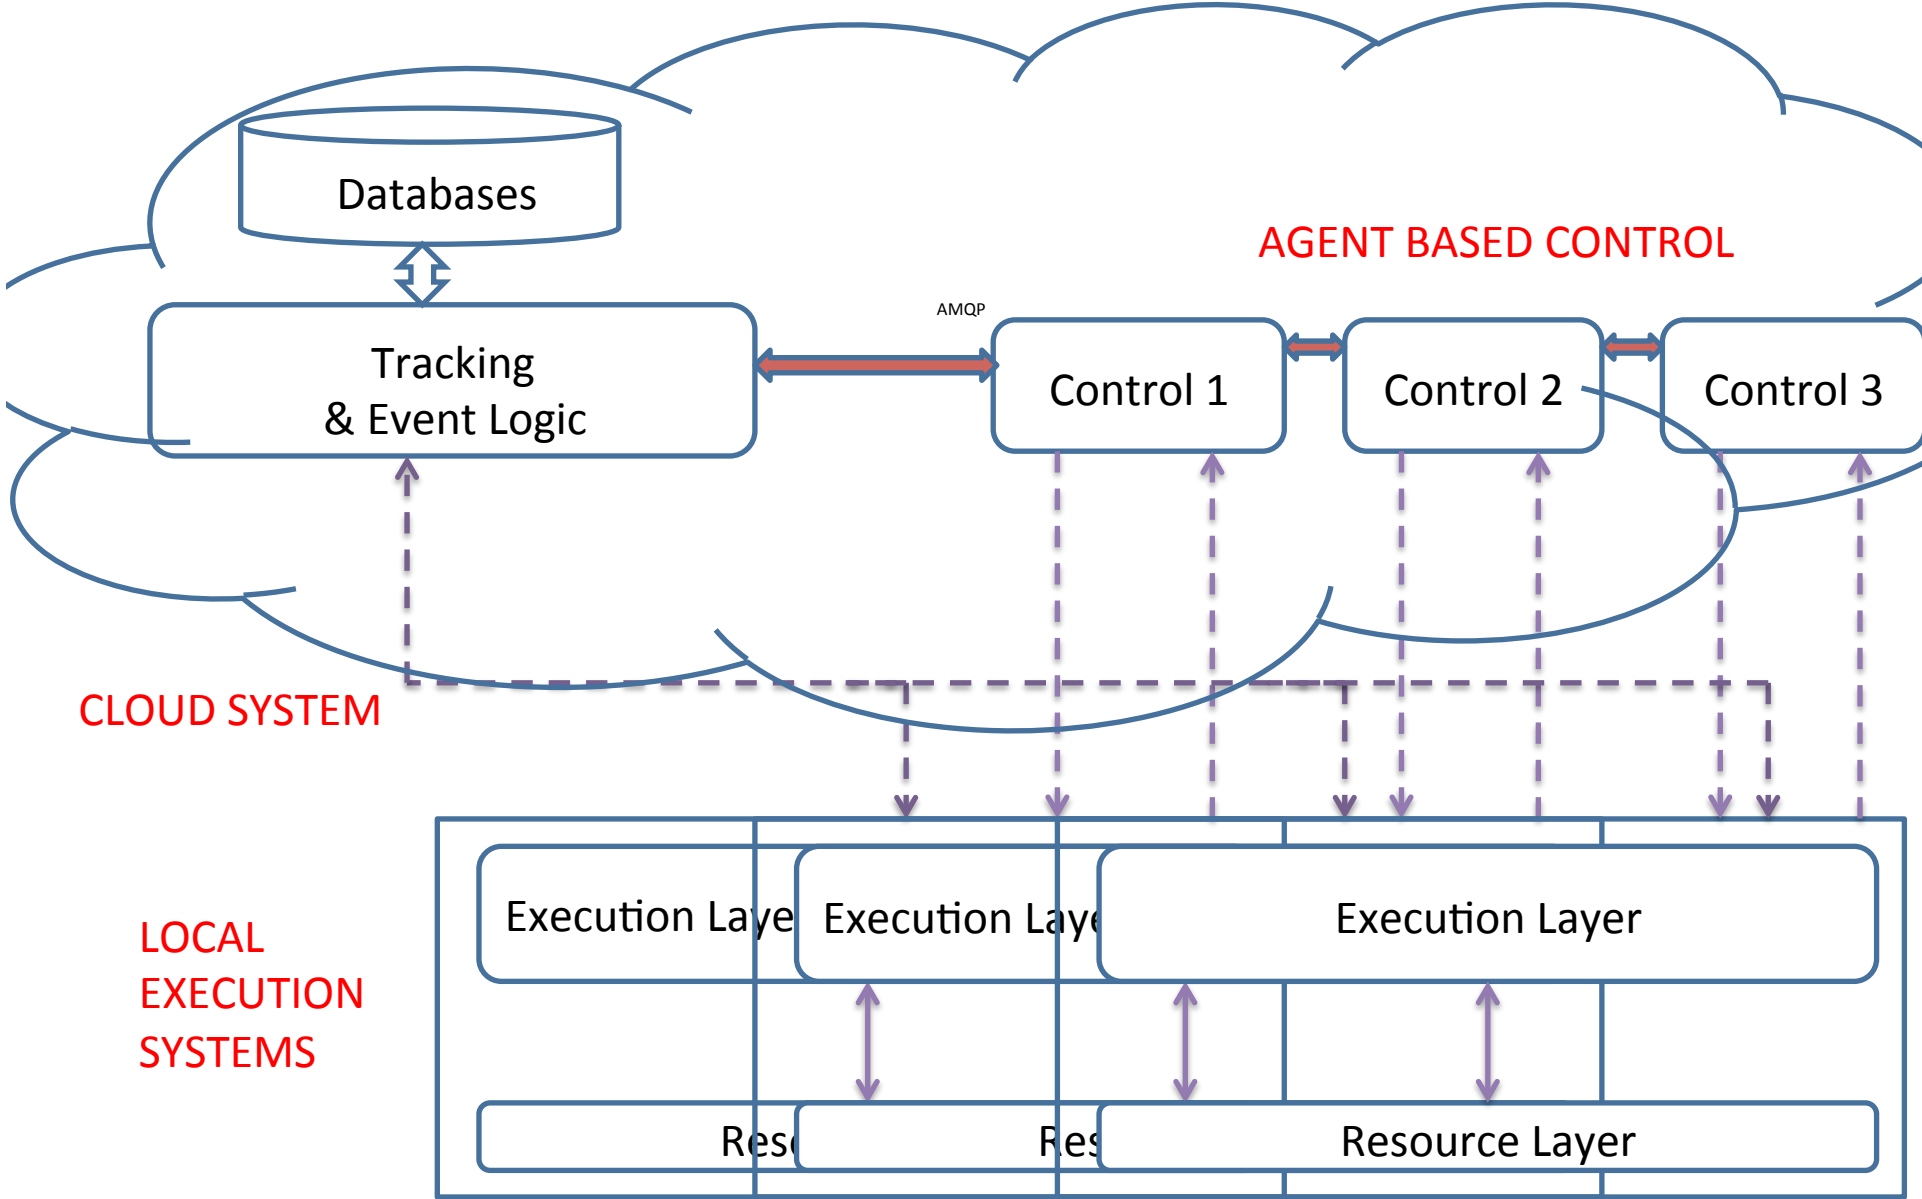 Databases
AGENT BASED CONTROL
AMQP
Tracking
& Event Logic
Control 1
Control 2
Control 3
CLOUD SYSTEM
Execution Laye
Execution Laye
Execution Layer
LOCAL
EXECUTION
SYSTEMS
Reso
Res
Resource Layer